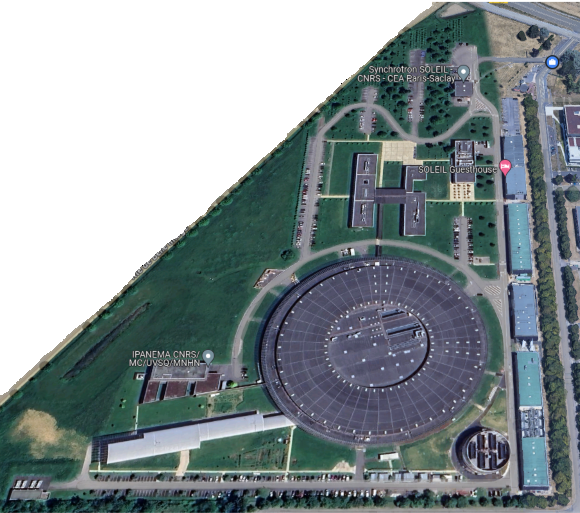 Synchrotron SOLEIL -
CNRS - CEA Paris-Saclay
SOLEIL Guesthouse
IPANEMA CNRS/
MC/UVSQ/MNHN